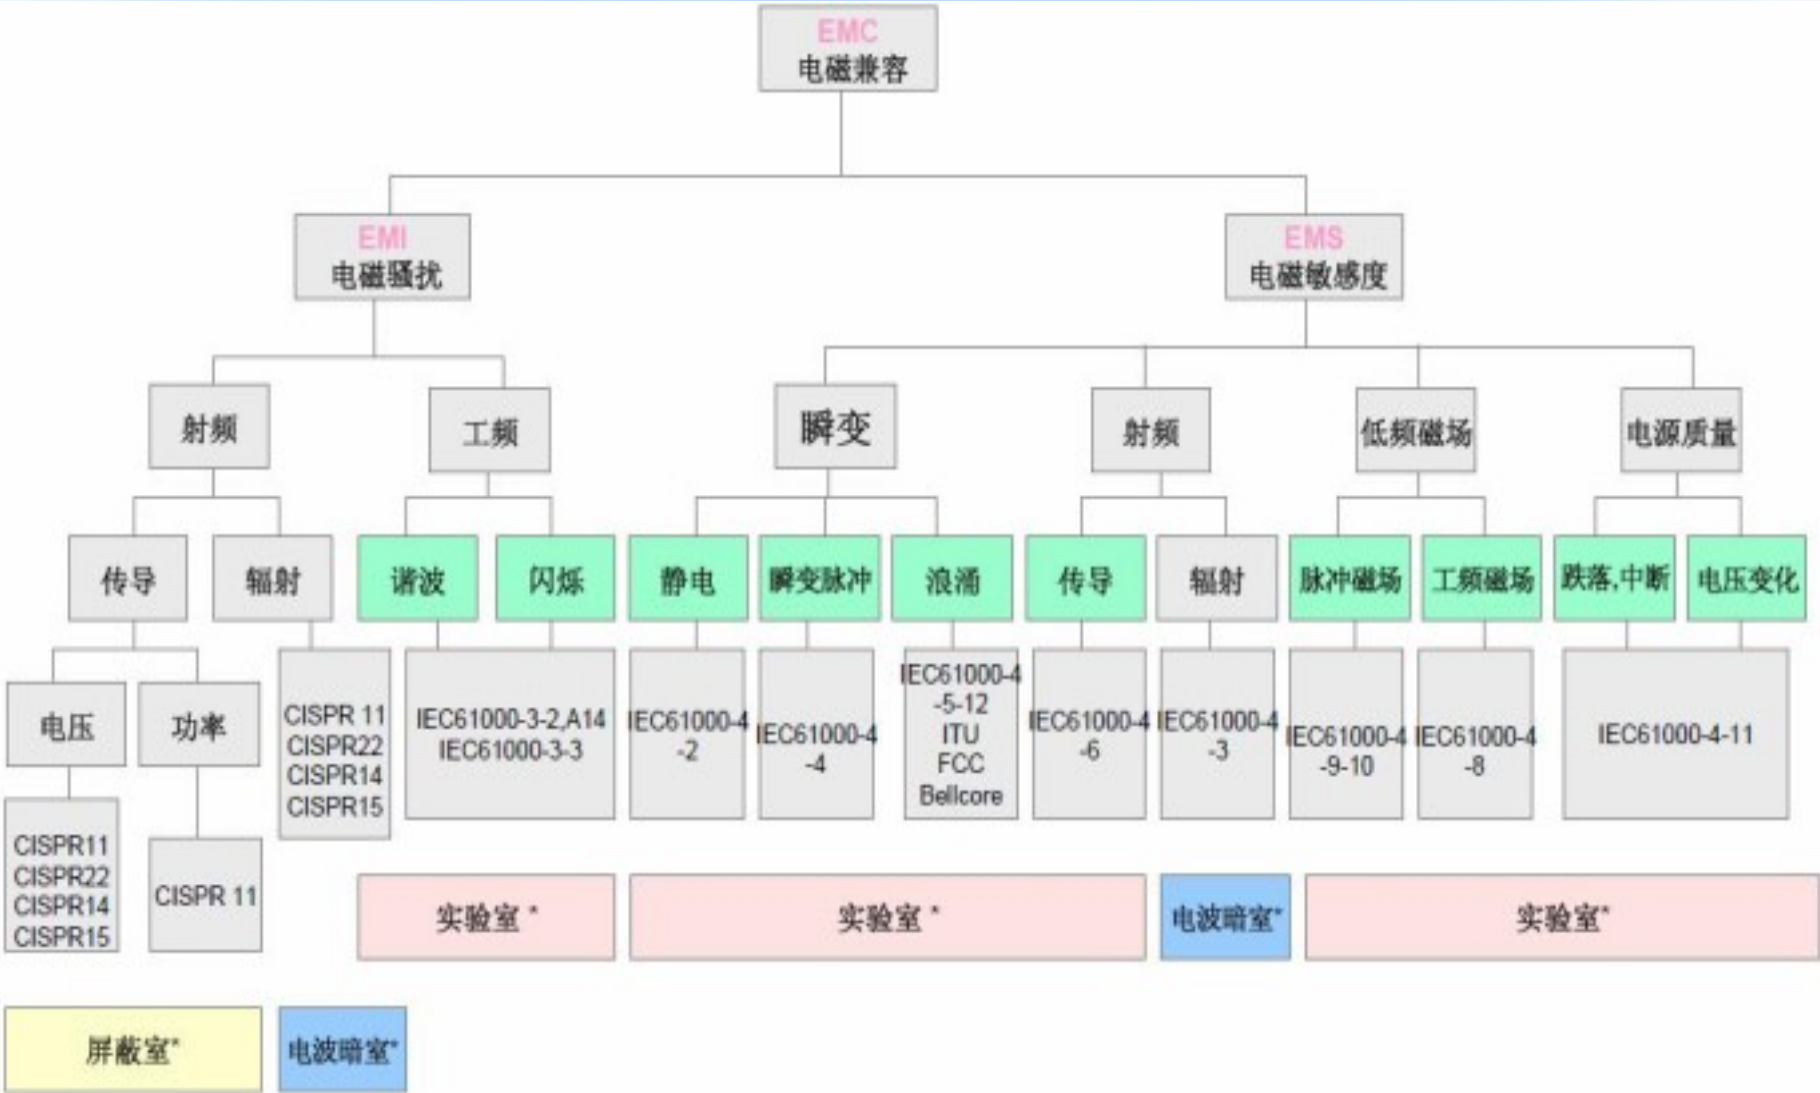 EMC
电磁兼容
EMI
电磁骚扰
EMS
电磁敏感度
射频
工频
瞬变
射频
低频磁场
电源质量
传导
辐射
谐波
闪烁
静电
瞬变脉冲
浪涌
传导
辐射
脉冲磁场
工频磁场
跌落,中断
电压变化
电压
功率
CISPR 11
CISPR22
CISPR14
CISPR15
IEC61000-3-2,A14
IEC61000-3-3
IEC61000-4
-2
IEC61000-4
-4
IEC61000-4
-5-12
ITU
FCC
Bellcore
IEC61000-4
-6
IEC61000-4
-3
IEC61000-4
-9-10
IEC61000-4
-8
IEC61000-4-11
CISPR11
CISPR22
CISPR14
CISPR15
CISPR 11
实验室 *
实验室 *
电波暗室*
实验室*
屏蔽室*
电波暗室*